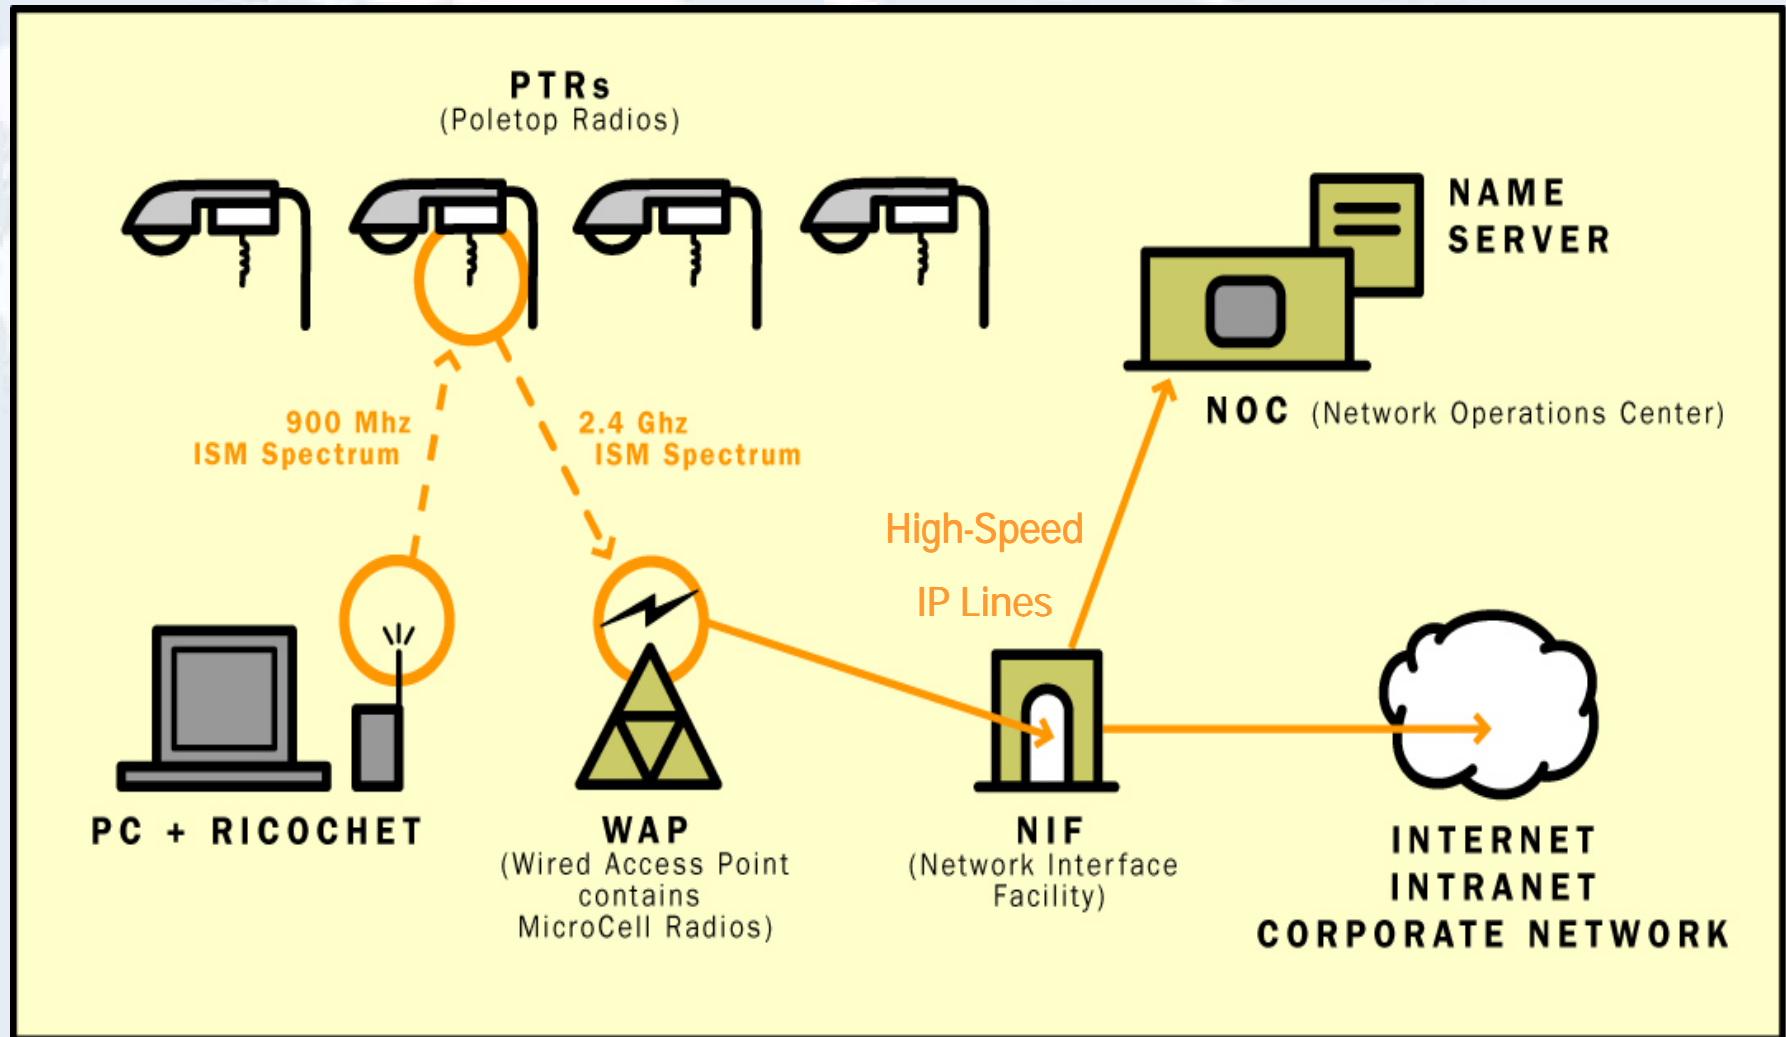 PTRs
(Poletop Radios)
NAME
SERVER
NOC (Network Operations Center)
900 Mhz
ISM Spectrum
2.4 Ghz
ISM Spectrum
High-Speed
IP Lines
PC + RICOCHET
WAP
(Wired Access Point
contains
MicroCell Radios)
NIF
(Network Interface
Facility)
INTERNET
INTRANET
CORPORATE NETWORK